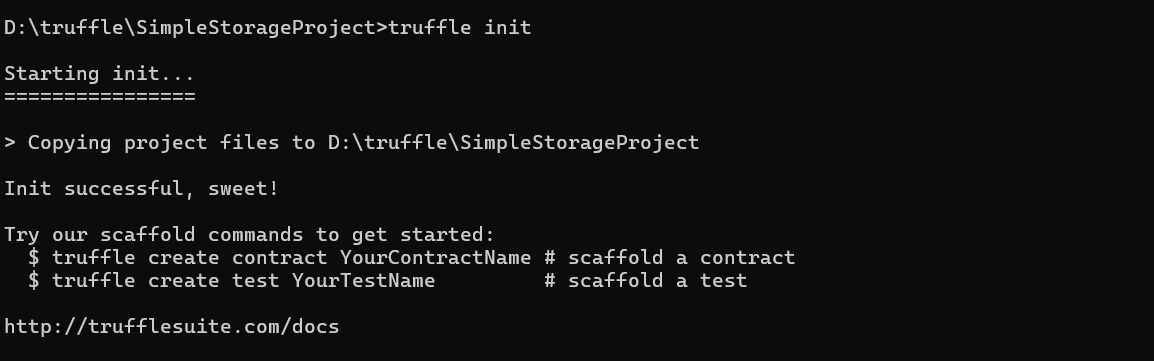 D:\truffle\SimpleStorageProject>truffle init
Starting init...
================
> Copying project files to D:\truffle\SimpleStorageProject
Init successful, sweet!
Try our scaffold commands to get started:
  $ truffle create contract YourContractName # scaffold a contract
  $ truffle create test YourTestName         # scaffold a test
http://trufflesuite.com/docs